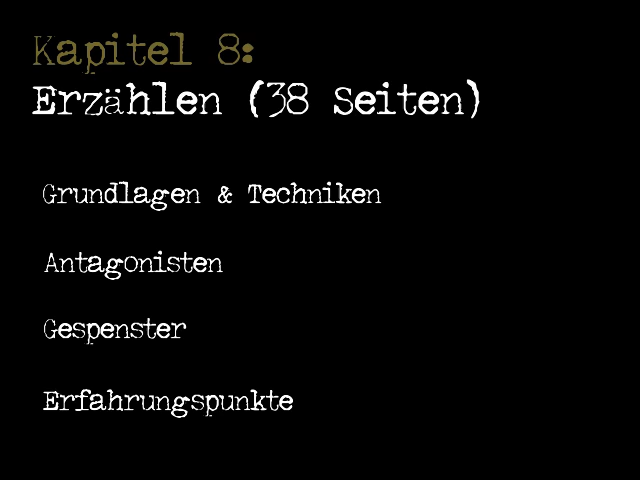 Kapitel 8:
Erzählen (38 Seiten)
Grundlagen & Techniken
Antagonisten
Gespenster
Erfahrungspunkte